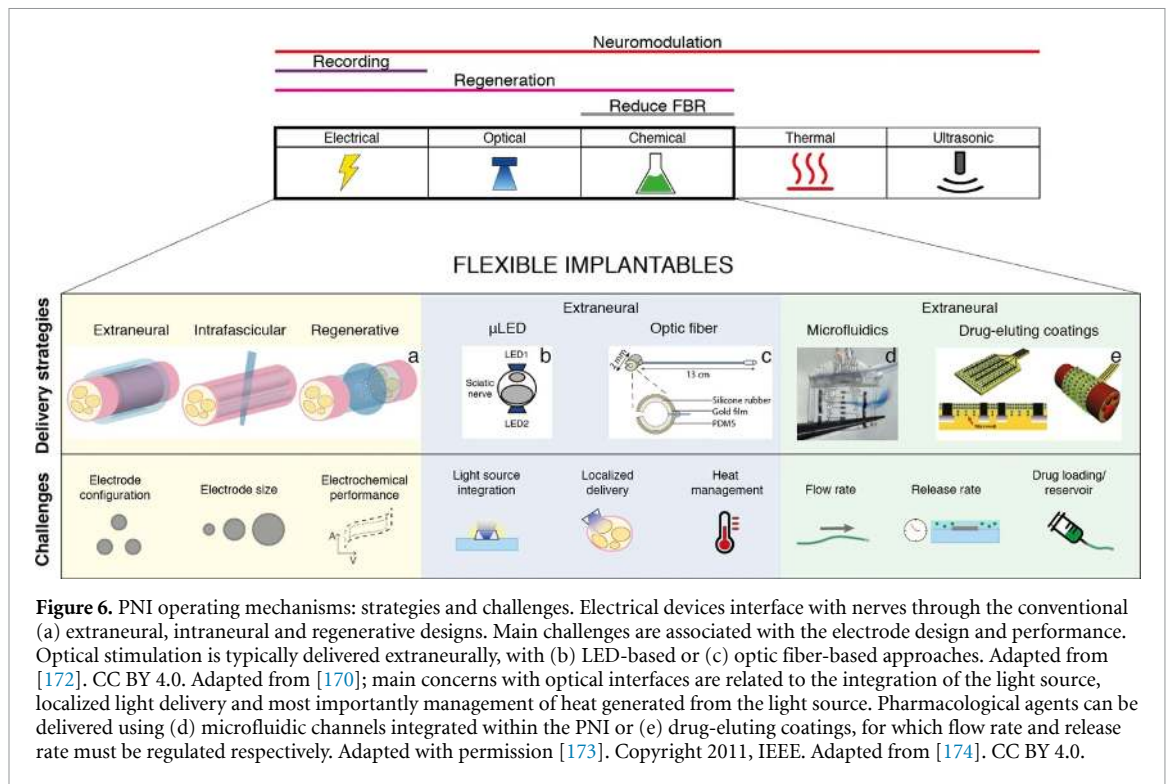 Neuromodulation
Recording
Regeneration
Reduce FBR
Electrical Optical Chemical Thermal Ultrasonic
FLEXIBLE IMPLANTABLES
Delivery strategies
Extraneural Intrafascicular Regenerative
a
Extraneural
µLED Optic fiber
LED1
b
Sciatic
nerve
LED2
2 mm
c
13 cm
Silicone rubber
Gold film
PDMS
Extraneural
Microfluidics Drug-eluting coatings
d
e
Challenges
Electrode
configuration
Electrode size
Electrochemical
performance
A
V
Light source
integration
Localized
delivery
Heat
management
Flow rate
Release rate
Drug loading/
reservoir
Figure 6. PNI operating mechanisms: strategies and challenges. Electrical devices interface with nerves through the conventional
(a) extraneural, intraneural and regenerative designs. Main challenges are associated with the electrode design and performance.
Optical stimulation is typically delivered extraneurally, with (b) LED-based or (c) optic fiber-based approaches. Adapted from
[172]. CC BY 4.0. Adapted from [170]; main concerns with optical interfaces are related to the integration of the light source,
localized light delivery and most importantly management of heat generated from the light source. Pharmacological agents can be
delivered using (d) microfluidic channels integrated within the PNI or (e) drug-eluting coatings, for which flow rate and release
rate must be regulated respectively. Adapted with permission [173]. Copyright 2011, IEEE. Adapted from [174]. CC BY 4.0.